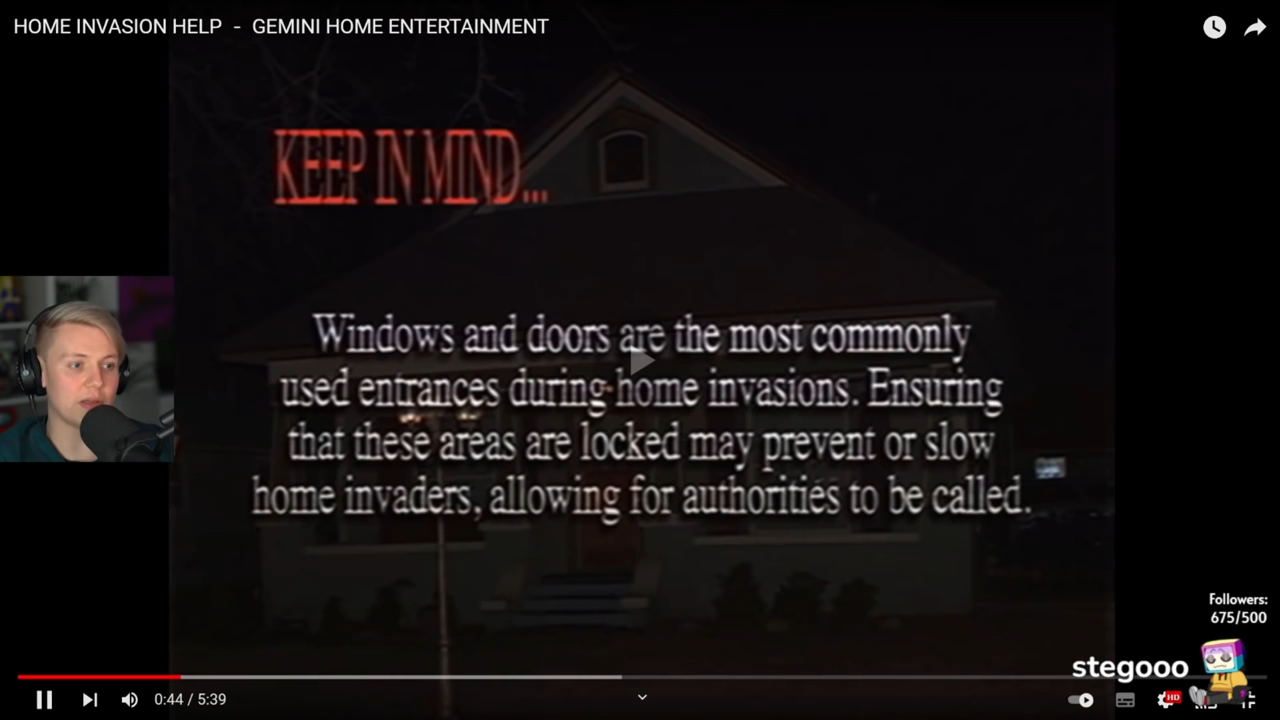 HOME INVASION HELP - GEMINI HOME ENTERTAINMENT
KEEP IN MIND...
Windows and doors are the most commonly
used entrances during home invasions. Ensuring
that these areas are locked may prevent or slow
home invaders, allowing for authorities to be called.
Followers:
675/500
stegooo
0:44 / 5:39
HD